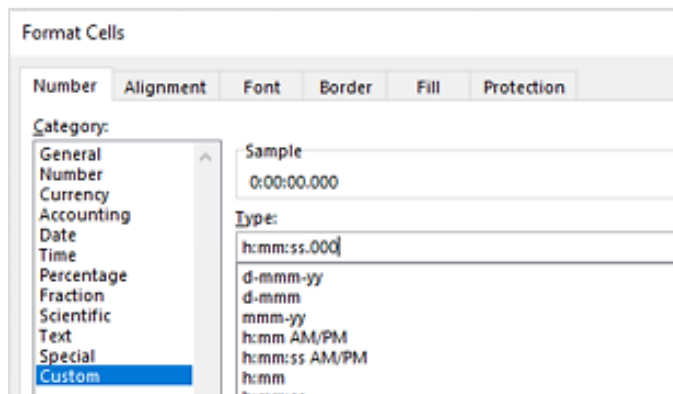 Format Cells
Number Alignment Font Border Fill Protection
Category:
General
Number
Currency
Accounting
Date
Time
Percentage
Fraction
Scientific
Text
Special
Custom
Sample
0:00:00.000
Type:
h:mm:ss.000
d-mmm-yy
d-mmm
mmm-yy
h:mm AM/PM
h:mm:ss AM/PM
h:mm